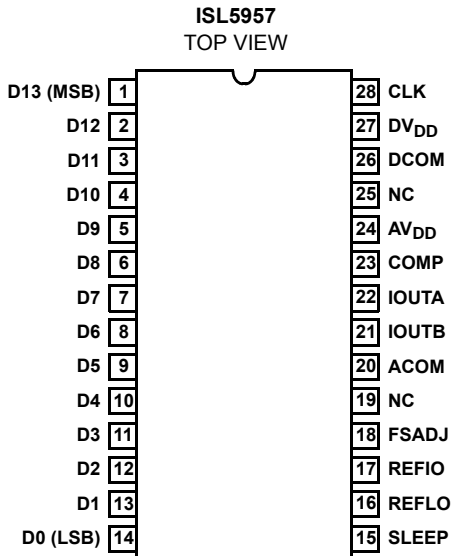 ISL5957
TOP VIEW
D13 (MSB) 1 28 CLK
D12 2 27 DVDD
D11 3 26 DCOM
D10 4 25 NC
D9 5 24 AVDD
D8 6 23 COMP
D7 7 22 IOUTA
D6 8 21 IOUTB
D5 9 20 ACOM
D4 10 19 NC
D3 11 18 FSADJ
D2 12 17 REFIO
D1 13 16 REFLO
D0 (LSB) 14 15 SLEEP